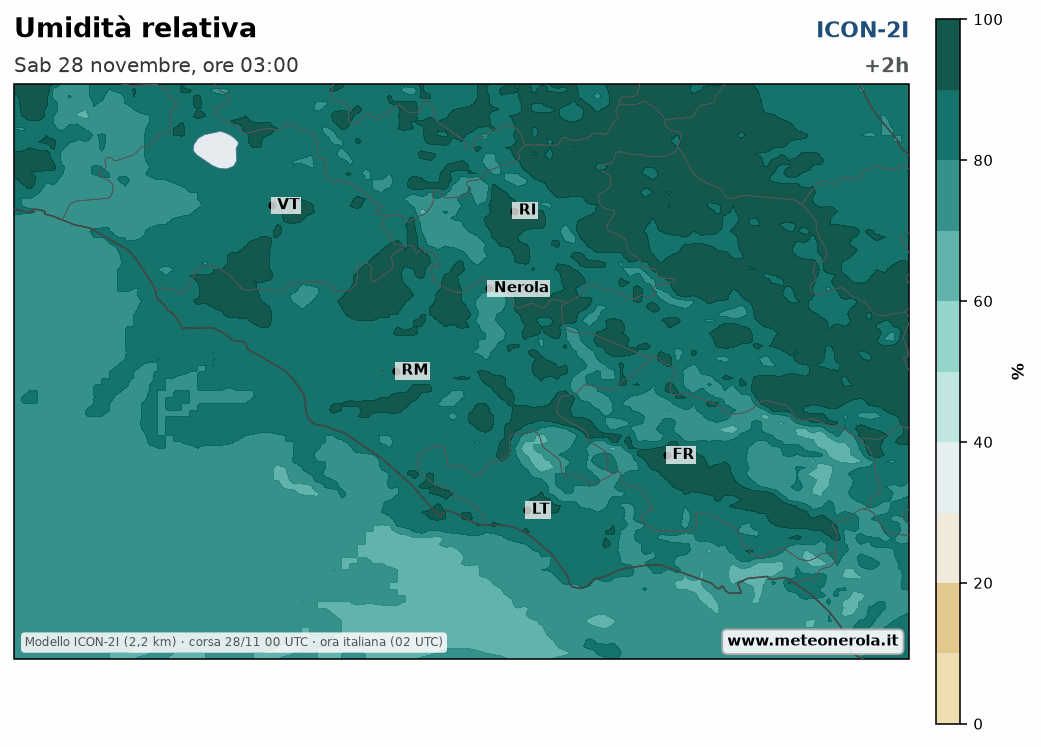 Umidità relativa
ICON-2I
Sab 28 novembre, ore 03:00
+2h
100
80
60
40
20
0
%
VT
RI
Nerola
RM
FR
LT
Modello ICON-2I (2,2 km) · corsa 28/11 00 UTC · ora italiana (02 UTC)
www.meteonerola.it